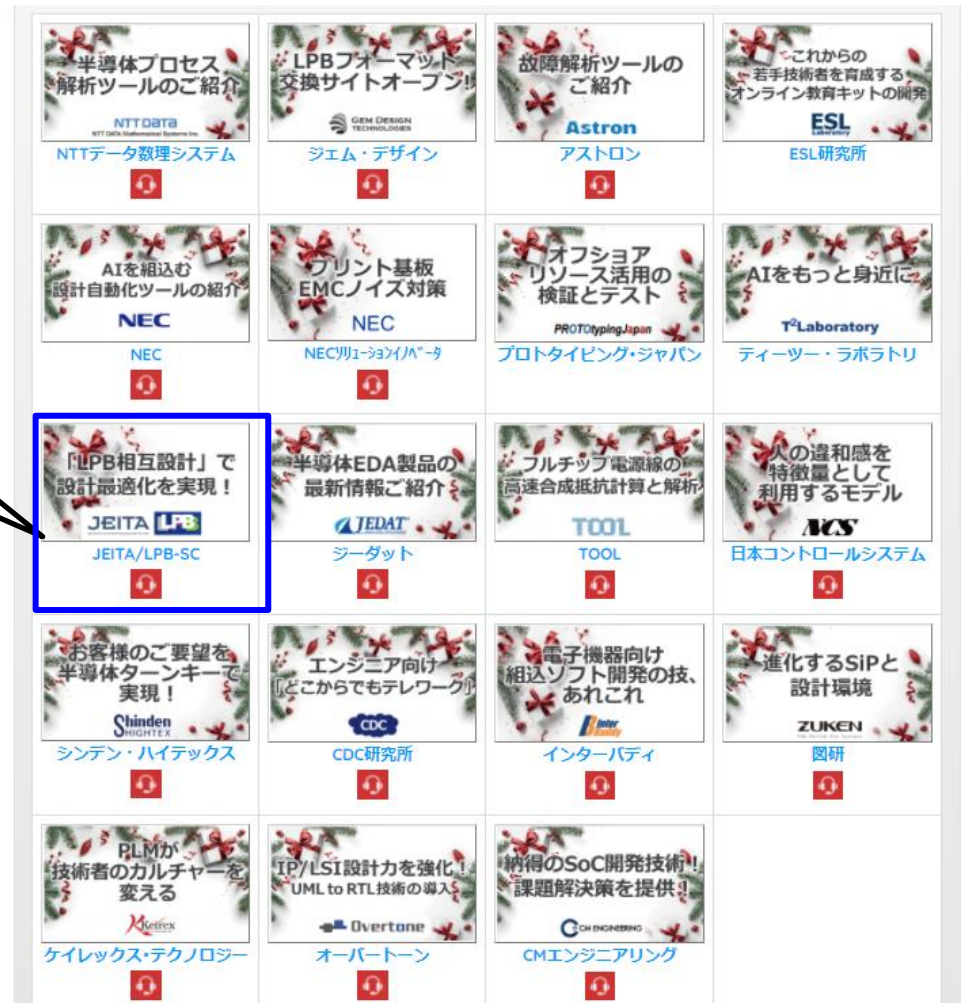 半導体プロセス
解析ツールのご紹介
NTT DATA
NTT DATA Mathematical Systems Inc.
NTTデータ数理システム
LPBフォーマット
交換サイトオープン!
GEM DESIGN
TECHNOLOGIES
ジェム・デザイン
故障解析ツールの
ご紹介
Astron
アストロン
これからの
若手技術者を育成する
オンライン教育キットの開発
ESL
Laboratory
ESL研究所
AIを組込む
設計自動化ツールの紹介
NEC
NEC
プリント基板
EMCノイズ対策
NEC
NECソリューションイノベータ
オフショア
リソース活用の
検証とテスト
PROTOtypingJapan
プロトタイピング・ジャパン
AIをもっと身近に
T²Laboratory
ティーツー・ラボラトリ
「LPB相互設計」で
設計最適化を実現！
JEITA LPB
JEITA/LPB-SC
半導体EDA製品の
最新情報ご紹介
JEDAT
ジーダット
フルチップ電源線の
高速合成抵抗計算と解析
TOOL
TOOL
人の違和感を
特徴量として
利用するモデル
NCS
日本コントロールシステム
お客様のご要望を
半導体ターンキーで
実現！
Shinden
HIGHTEX
シンデン・ハイテックス
エンジニア向け
「どこからでもテレワーク」
CDC
CDC研究所
電子機器向け
組込ソフト開発の技、
あれこれ
Inter
Buddy
インターバディ
進化するSiPと
設計環境
ZUKEN
図研
PLMが
技術者のカルチャーを
変える
Keirex
ケイレックス・テクノロジー
IP/LSI設計力を強化！
UML to RTL技術の導入
Overtone
オーバートーン
納得のSoC開発技術！
課題解決策を提供！
CM ENGINEERING
CMエンジニアリング